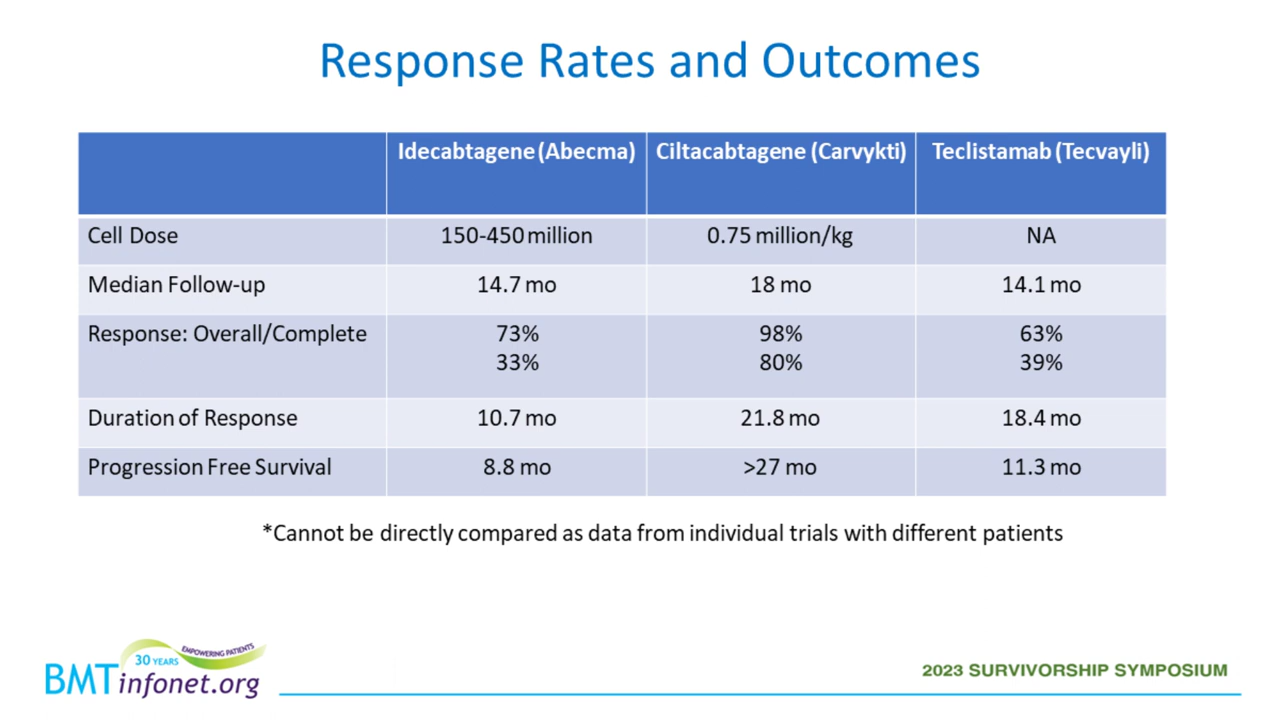 Response Rates and Outcomes
Idecabtagene (Abecma) Ciltacabtagene (Carvykti) Teclistamab (Tecvayli)
Cell Dose 150-450 million 0.75 million/kg NA
Median Follow-up 14.7 mo 18 mo 14.1 mo
Response: Overall/Complete 73% 98% 63%
33% 80% 39%
Duration of Response 10.7 mo 21.8 mo 18.4 mo
Progression Free Survival 8.8 mo >27 mo 11.3 mo
*Cannot be directly compared as data from individual trials with different patients
30 YEARS EMPOWERING PATIENTS
BMTinfonet.org
2023 SURVIVORSHIP SYMPOSIUM